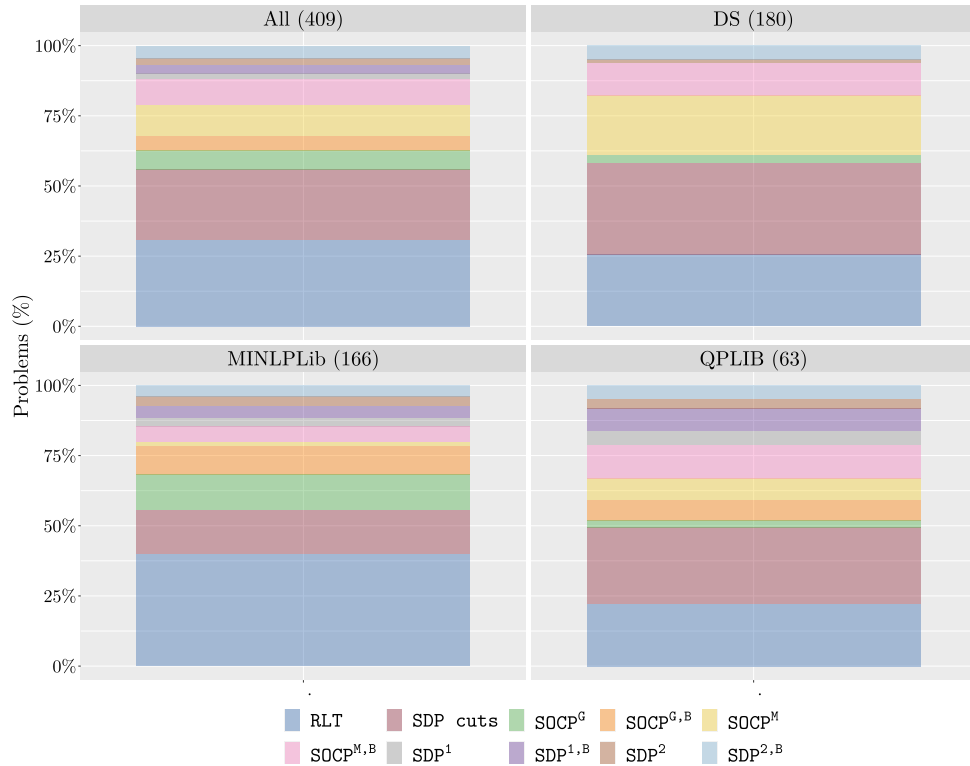 All (409)
DS (180)
100%
75%
50%
25%
0%
MINLPLib (166)
QPLIB (63)
100%
75%
50%
25%
0%
Problems (%)
. .
RLT SDP cuts SOCP^G SOCP^G,B SOCP^M
SOCP^M,B SDP^1 SDP^1,B SDP^2 SDP^2,B